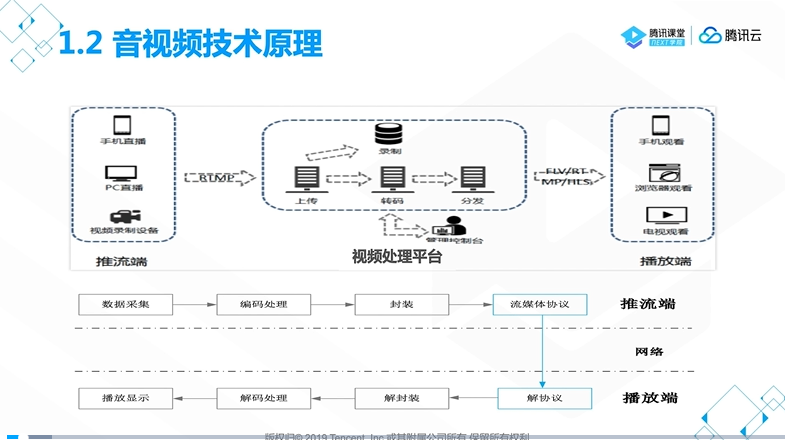 1.2 音视频技术原理
腾讯课堂
NEXT学院
腾讯云
手机直播
PC直播
视频录制设备
推流端
RTMP
录制
上传
转码
分发
管理控制台
视频处理平台
FLV/RT
MP/HLS
手机观看
浏览器观看
电视观看
播放端
数据采集
编码处理
封装
流媒体协议
推流端
网络
播放显示
解码处理
解封装
解协议
播放端
版权归© 2019 Tencent, Inc.或其附属公司所有 保留所有权利